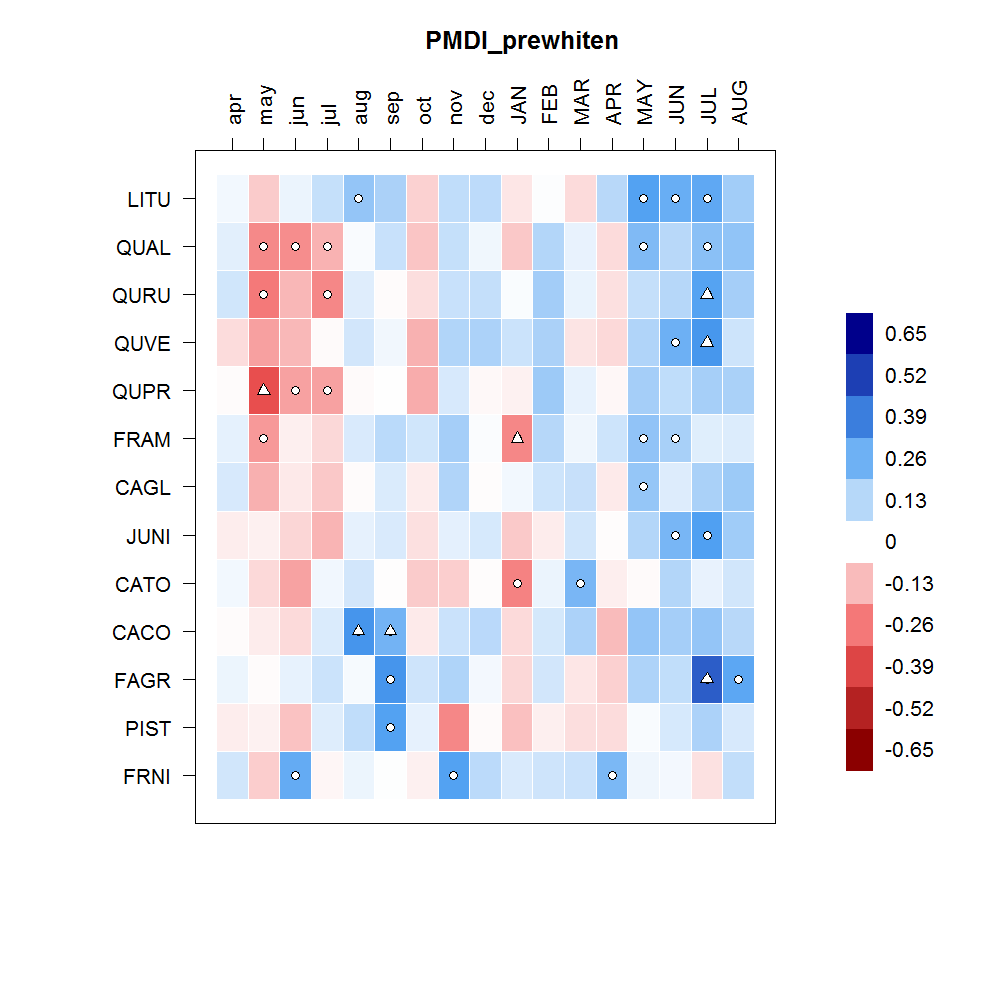 PMDI_prewhiten
apr may jun jul aug sep oct nov dec JAN FEB MAR APR MAY JUN JUL AUG
LITU
QUAL
QURU
QUVE
QUPR
FRAM
CAGL
JUNI
CATO
CACO
FAGR
PIST
FRNI
0.65
0.52
0.39
0.26
0.13
0
-0.13
-0.26
-0.39
-0.52
-0.65